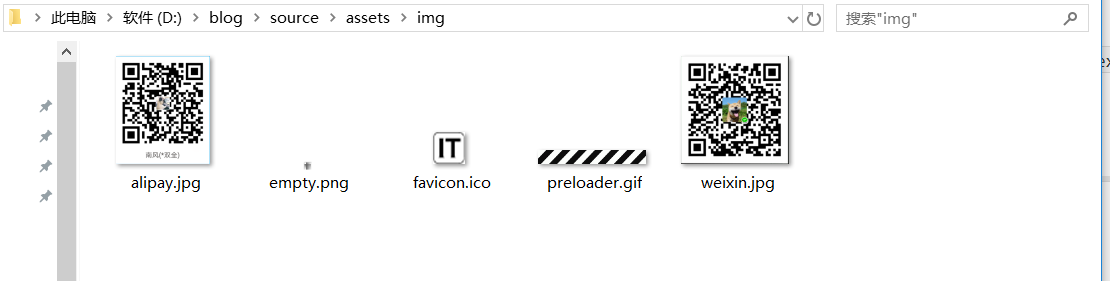 此电脑 > 软件 (D:) > blog > source > assets > img
搜索"img"
IT
南风(*双全)
alipay.jpg
empty.png
favicon.ico
preloader.gif
weixin.jpg